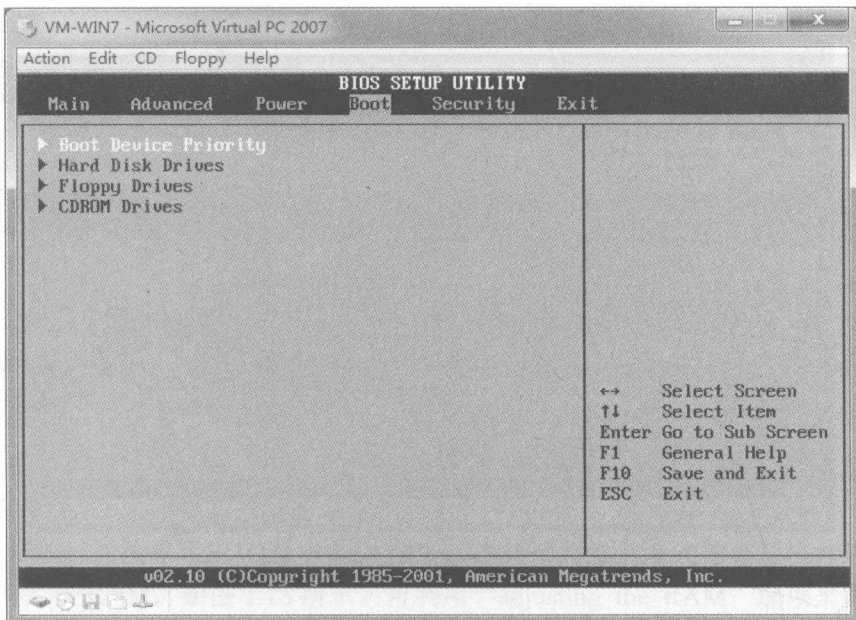 VM-WIN7 - Microsoft Virtual PC 2007
Action Edit CD Floppy Help
BIOS SETUP UTILITY
Main Advanced Power Boot Security Exit
▶ Boot Device Priority
▶ Hard Disk Drives
▶ Floppy Drives
▶ CDROM Drives
←→ Select Screen
↑↓ Select Item
Enter Go to Sub Screen
F1 General Help
F10 Save and Exit
ESC Exit
v02.10 (C)Copyright 1985-2001, American Megatrends, Inc.